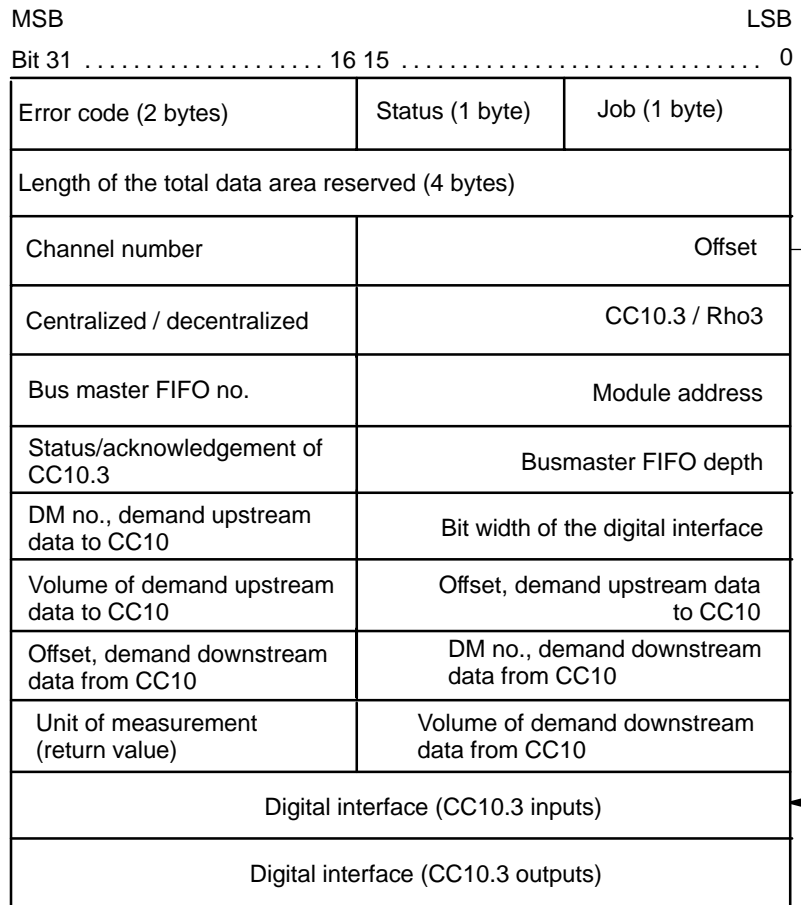 MSB LSB
Bit 31 . . . . . . . . . . . . . . . . . . . . 16 15 . . . . . . . . . . . . . . . . . . . . . . . . . . . . . . 0
Error code (2 bytes) Status (1 byte) Job (1 byte)
Length of the total data area reserved (4 bytes)
Channel number Offset
Centralized / decentralized CC10.3 / Rho3
Bus master FIFO no. Module address
Status/acknowledgement of
CC10.3
Busmaster FIFO depth
DM no., demand upstream
data to CC10
Bit width of the digital interface
Volume of demand upstream
data to CC10
Offset, demand upstream data
to CC10
Offset, demand downstream
data from CC10
DM no., demand downstream
data from CC10
Unit of measurement
(return value)
Volume of demand downstream
data from CC10
Digital interface (CC10.3 inputs)
Digital interface (CC10.3 outputs)